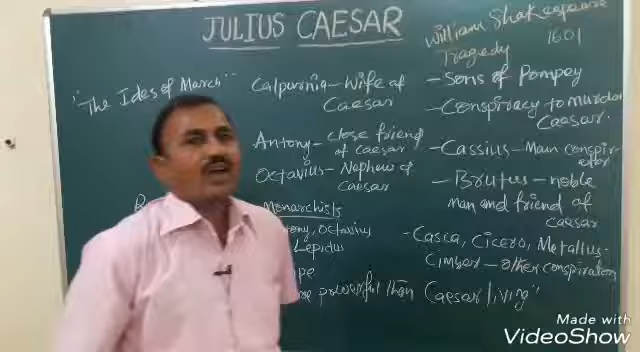 JULIUS CAESAR
William Shakespeare
Tragedy 1601
"The Ides of March"
Calpurnia - Wife of
Caesar
Antony - close friend
of caesar
Octavius - Nephew of
caesar
Monarchists
octavius
Lepidus
powerful than Caesar living"
- Sons of Pompey
- Conspiracy to murder
Caesar.
- Cassius - Main conspir
ator
- Brutus - noble
man and friend of
caesar
- Casca, Cicero, Metallus
Cimber - other conspirators
Made with
VideoShow